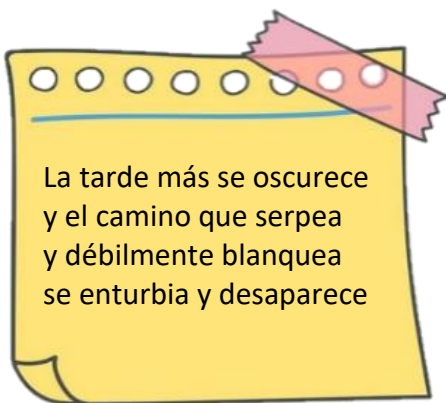 La tarde más se oscurece
y el camino que serpea
y débilmente blanquea
se enturbia y desaparece